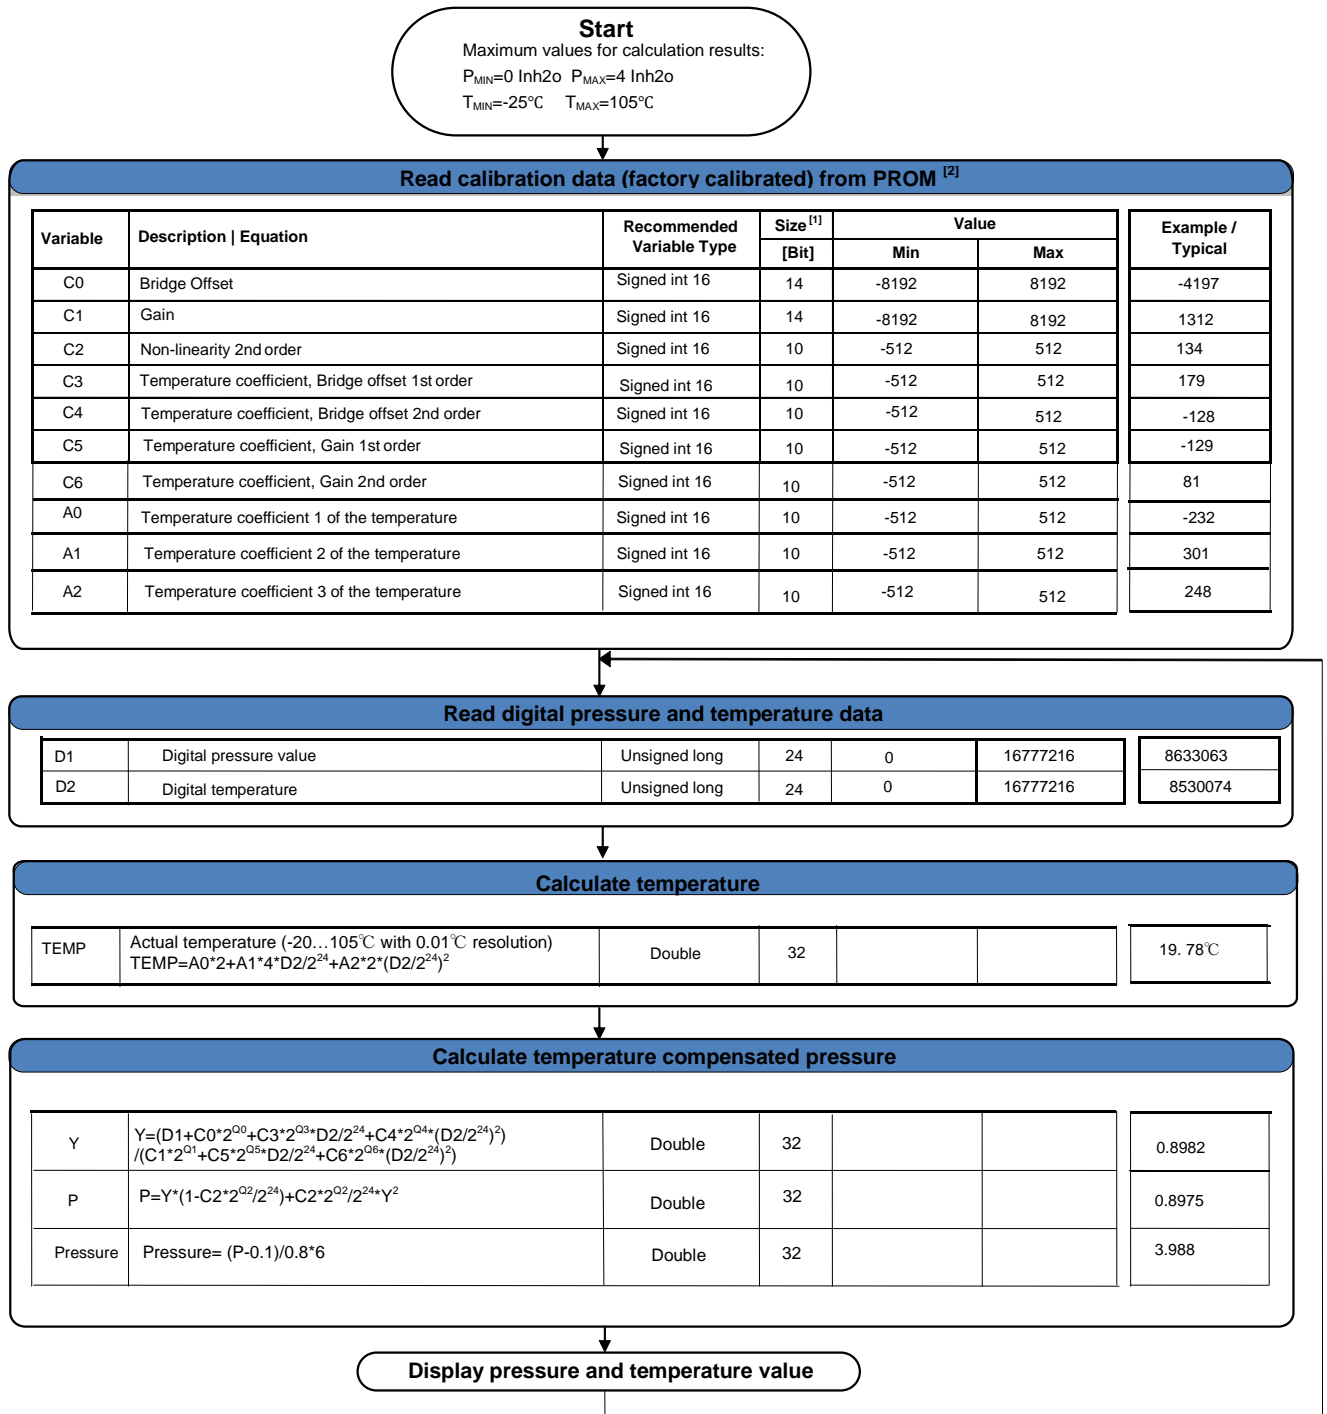 Start
Maximum values for calculation results:
PMIN=0 Inh2o PMAX=4 Inh2o
TMIN=-25℃ TMAX=105℃
Read calibration data (factory calibrated) from PROM [2]
Variable Description | Equation Recommended Variable Type Size[1] [Bit] Value Min Max Example / Typical
C0 Bridge Offset Signed int 16 14 -8192 8192 -4197
C1 Gain Signed int 16 14 -8192 8192 1312
C2 Non-linearity 2nd order Signed int 16 10 -512 512 134
C3 Temperature coefficient, Bridge offset 1st order Signed int 16 10 -512 512 179
C4 Temperature coefficient, Bridge offset 2nd order Signed int 16 10 -512 512 -128
C5 Temperature coefficient, Gain 1st order Signed int 16 10 -512 512 -129
C6 Temperature coefficient, Gain 2nd order Signed int 16 10 -512 512 81
A0 Temperature coefficient 1 of the temperature Signed int 16 10 -512 512 -232
A1 Temperature coefficient 2 of the temperature Signed int 16 10 -512 512 301
A2 Temperature coefficient 3 of the temperature Signed int 16 10 -512 512 248
Read digital pressure and temperature data
D1 Digital pressure value Unsigned long 24 0 16777216 8633063
D2 Digital temperature Unsigned long 24 0 16777216 8530074
Calculate temperature
TEMP Actual temperature (-20…105℃ with 0.01℃ resolution)
TEMP=A0*2+A1*4*D2/2^24+A2*2*(D2/2^24)^2 Double 32 19. 78℃
Calculate temperature compensated pressure
Y Y=(D1+C0*2^Q0+C3*2^Q3*D2/2^24+C4*2^Q4*(D2/2^24)^2)
/(C1*2^Q1+C5*2^Q5*D2/2^24+C6*2^Q6*(D2/2^24)^2) Double 32 0.8982
P P=Y*(1-C2*2^Q2/2^24)+C2*2^Q2/2^24*Y^2 Double 32 0.8975
Pressure Pressure= (P-0.1)/0.8*6 Double 32 3.988
Display pressure and temperature value